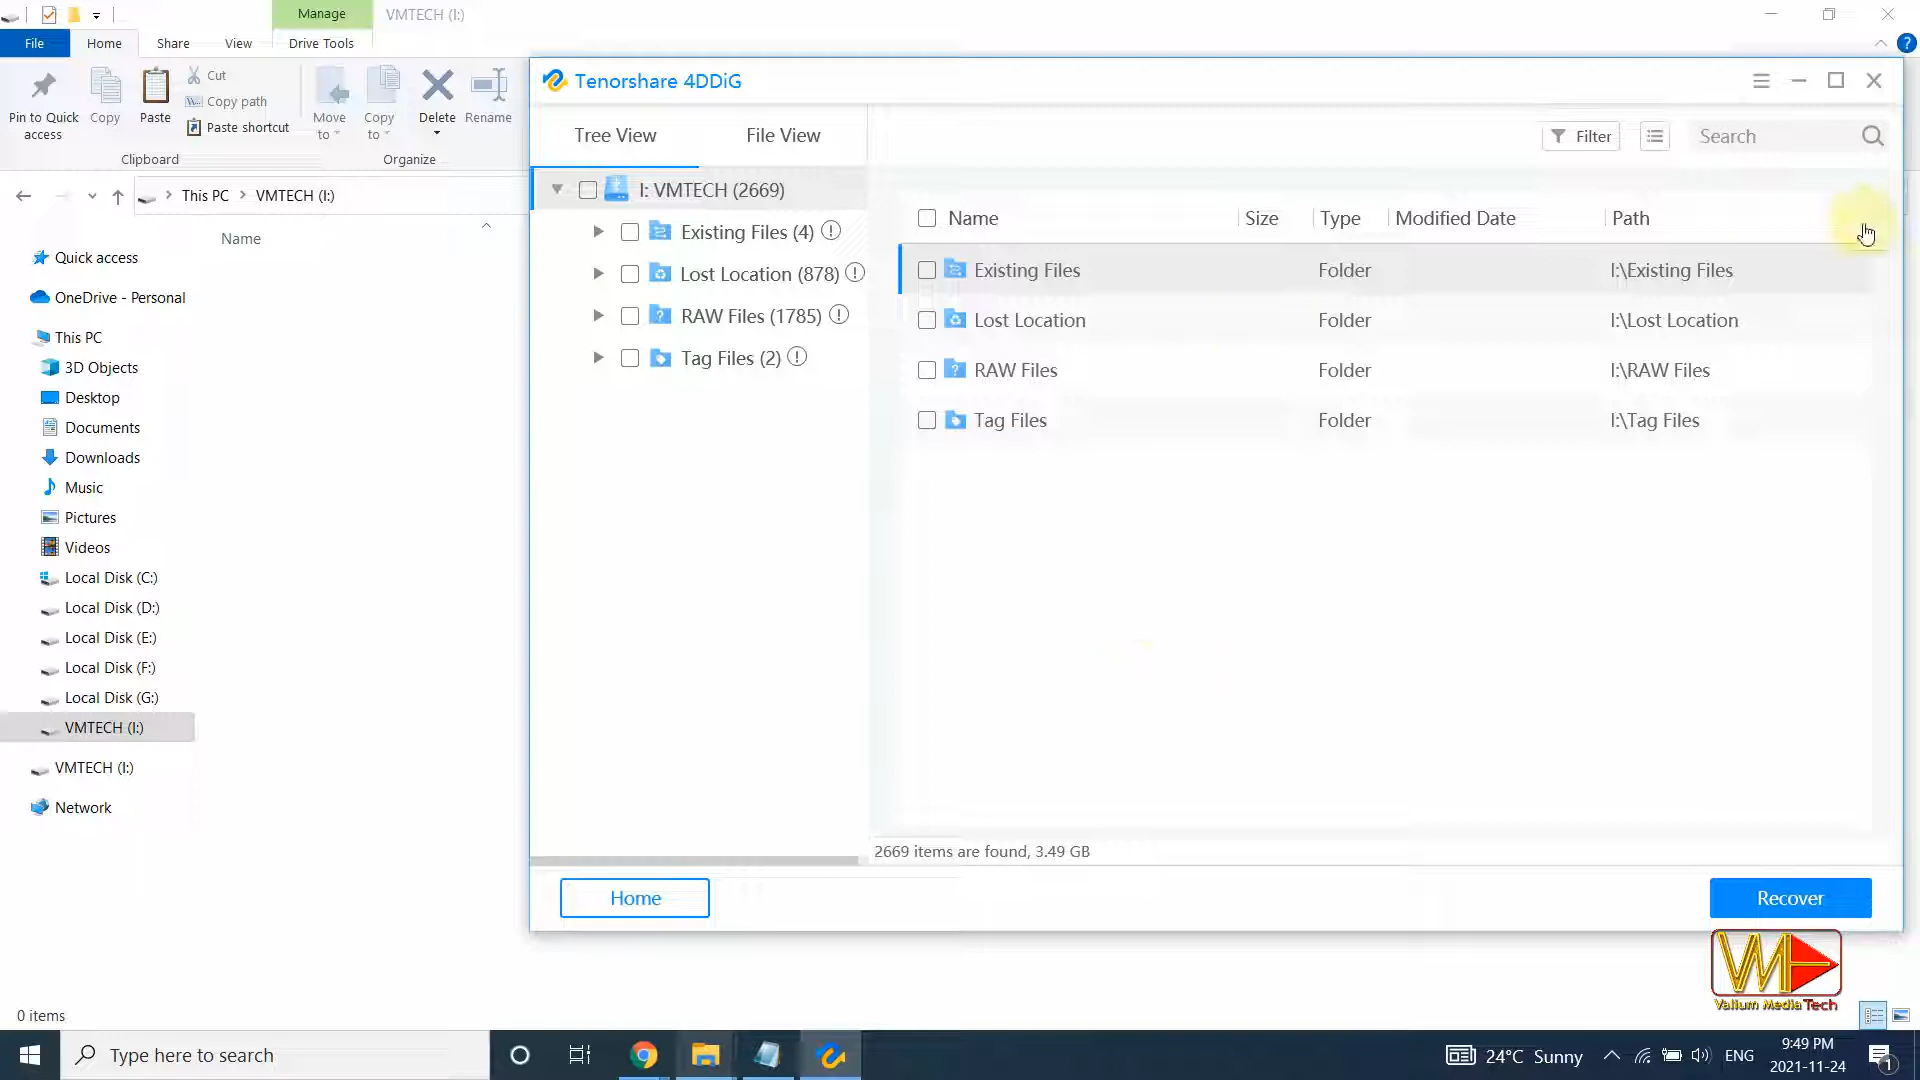 Manage
VMTECH (I:)
File
Home
Share
View
Drive Tools
?
Pin to Quick
access
Copy
Paste
Cut
Copy path
Paste shortcut
Move
to
Copy
to
Delete
Rename
Clipboard
Organize
This PC
VMTECH (I:)
Name
Quick access
OneDrive - Personal
This PC
3D Objects
Desktop
Documents
Downloads
Music
Pictures
Videos
Local Disk (C:)
Local Disk (D:)
Local Disk (E:)
Local Disk (F:)
Local Disk (G:)
VMTECH (I:)
VMTECH (I:)
Network
0 items
Tenorshare 4DDiG
Tree View
File View
Filter
Search
I: VMTECH (2669)
Existing Files (4)
Lost Location (878)
RAW Files (1785)
Tag Files (2)
Name Size Type Modified Date Path
Existing Files Folder I:\Existing Files
Lost Location Folder I:\Lost Location
RAW Files Folder I:\RAW Files
Tag Files Folder I:\Tag Files
2669 items are found, 3.49 GB
Home
Recover
Valium MediaTech
Type here to search
24°C Sunny
ENG
9:49 PM
2021-11-24
1